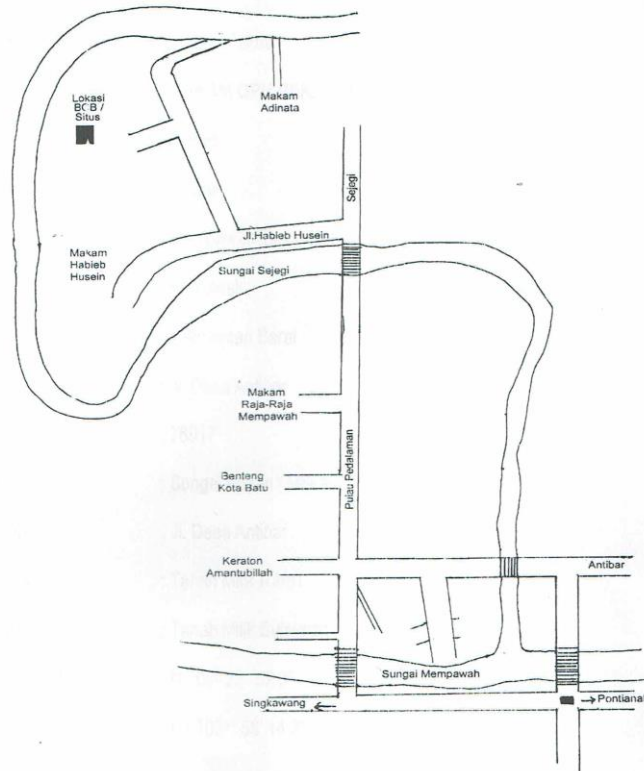 Lokasi
BCB /
Situs
Makam
Adinata
Sejegi
Jl.Habieb Husein
Makam
Habieb
Husein
Sungai Sejegi
Makam
Raja-Raja
Mempawah
Pulau Pedalaman
Benteng
Kota Batu
Keraton
Amantubillah
Antibar
Sungai Mempawah
Singkawang
Pontianak